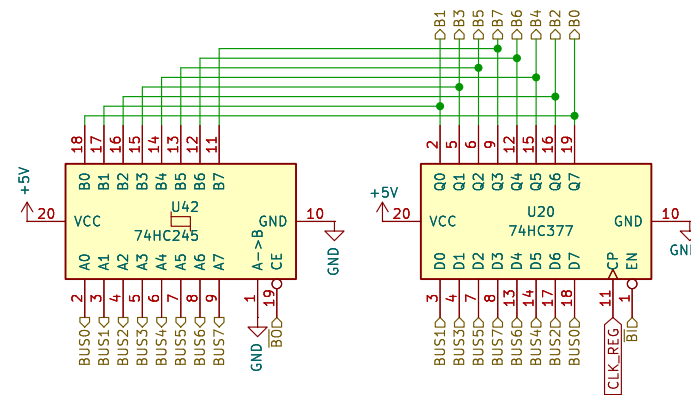 B1 B3 B5 B7 B6 B4 B2 B0
18 17 16 15 14 13 12 11
2 5 6 9 12 15 16 19
B0 B1 B2 B3 B4 B5 B6 B7
Q0 Q1 Q2 Q3 Q4 Q5 Q6 Q7
+5V
20
VCC
U42
74HC245
GND
10
GND
+5V
20
VCC
U20
74HC377
GND
10
A0 A1 A2 A3 A4 A5 A6 A7 A->B CE
D0 D1 D2 D3 D4 D5 D6 D7 CP EN
2 3 4 5 6 7 8 9 1 19
3 4 7 8 13 14 17 18 11 1
BUS0 BUS1 BUS2 BUS3 BUS4 BUS5 BUS6 BUS7 GND BO
BUS1 BUS3 BUS5 BUS7 BUS6 BUS4 BUS2 BUS0 CLK_REG BI